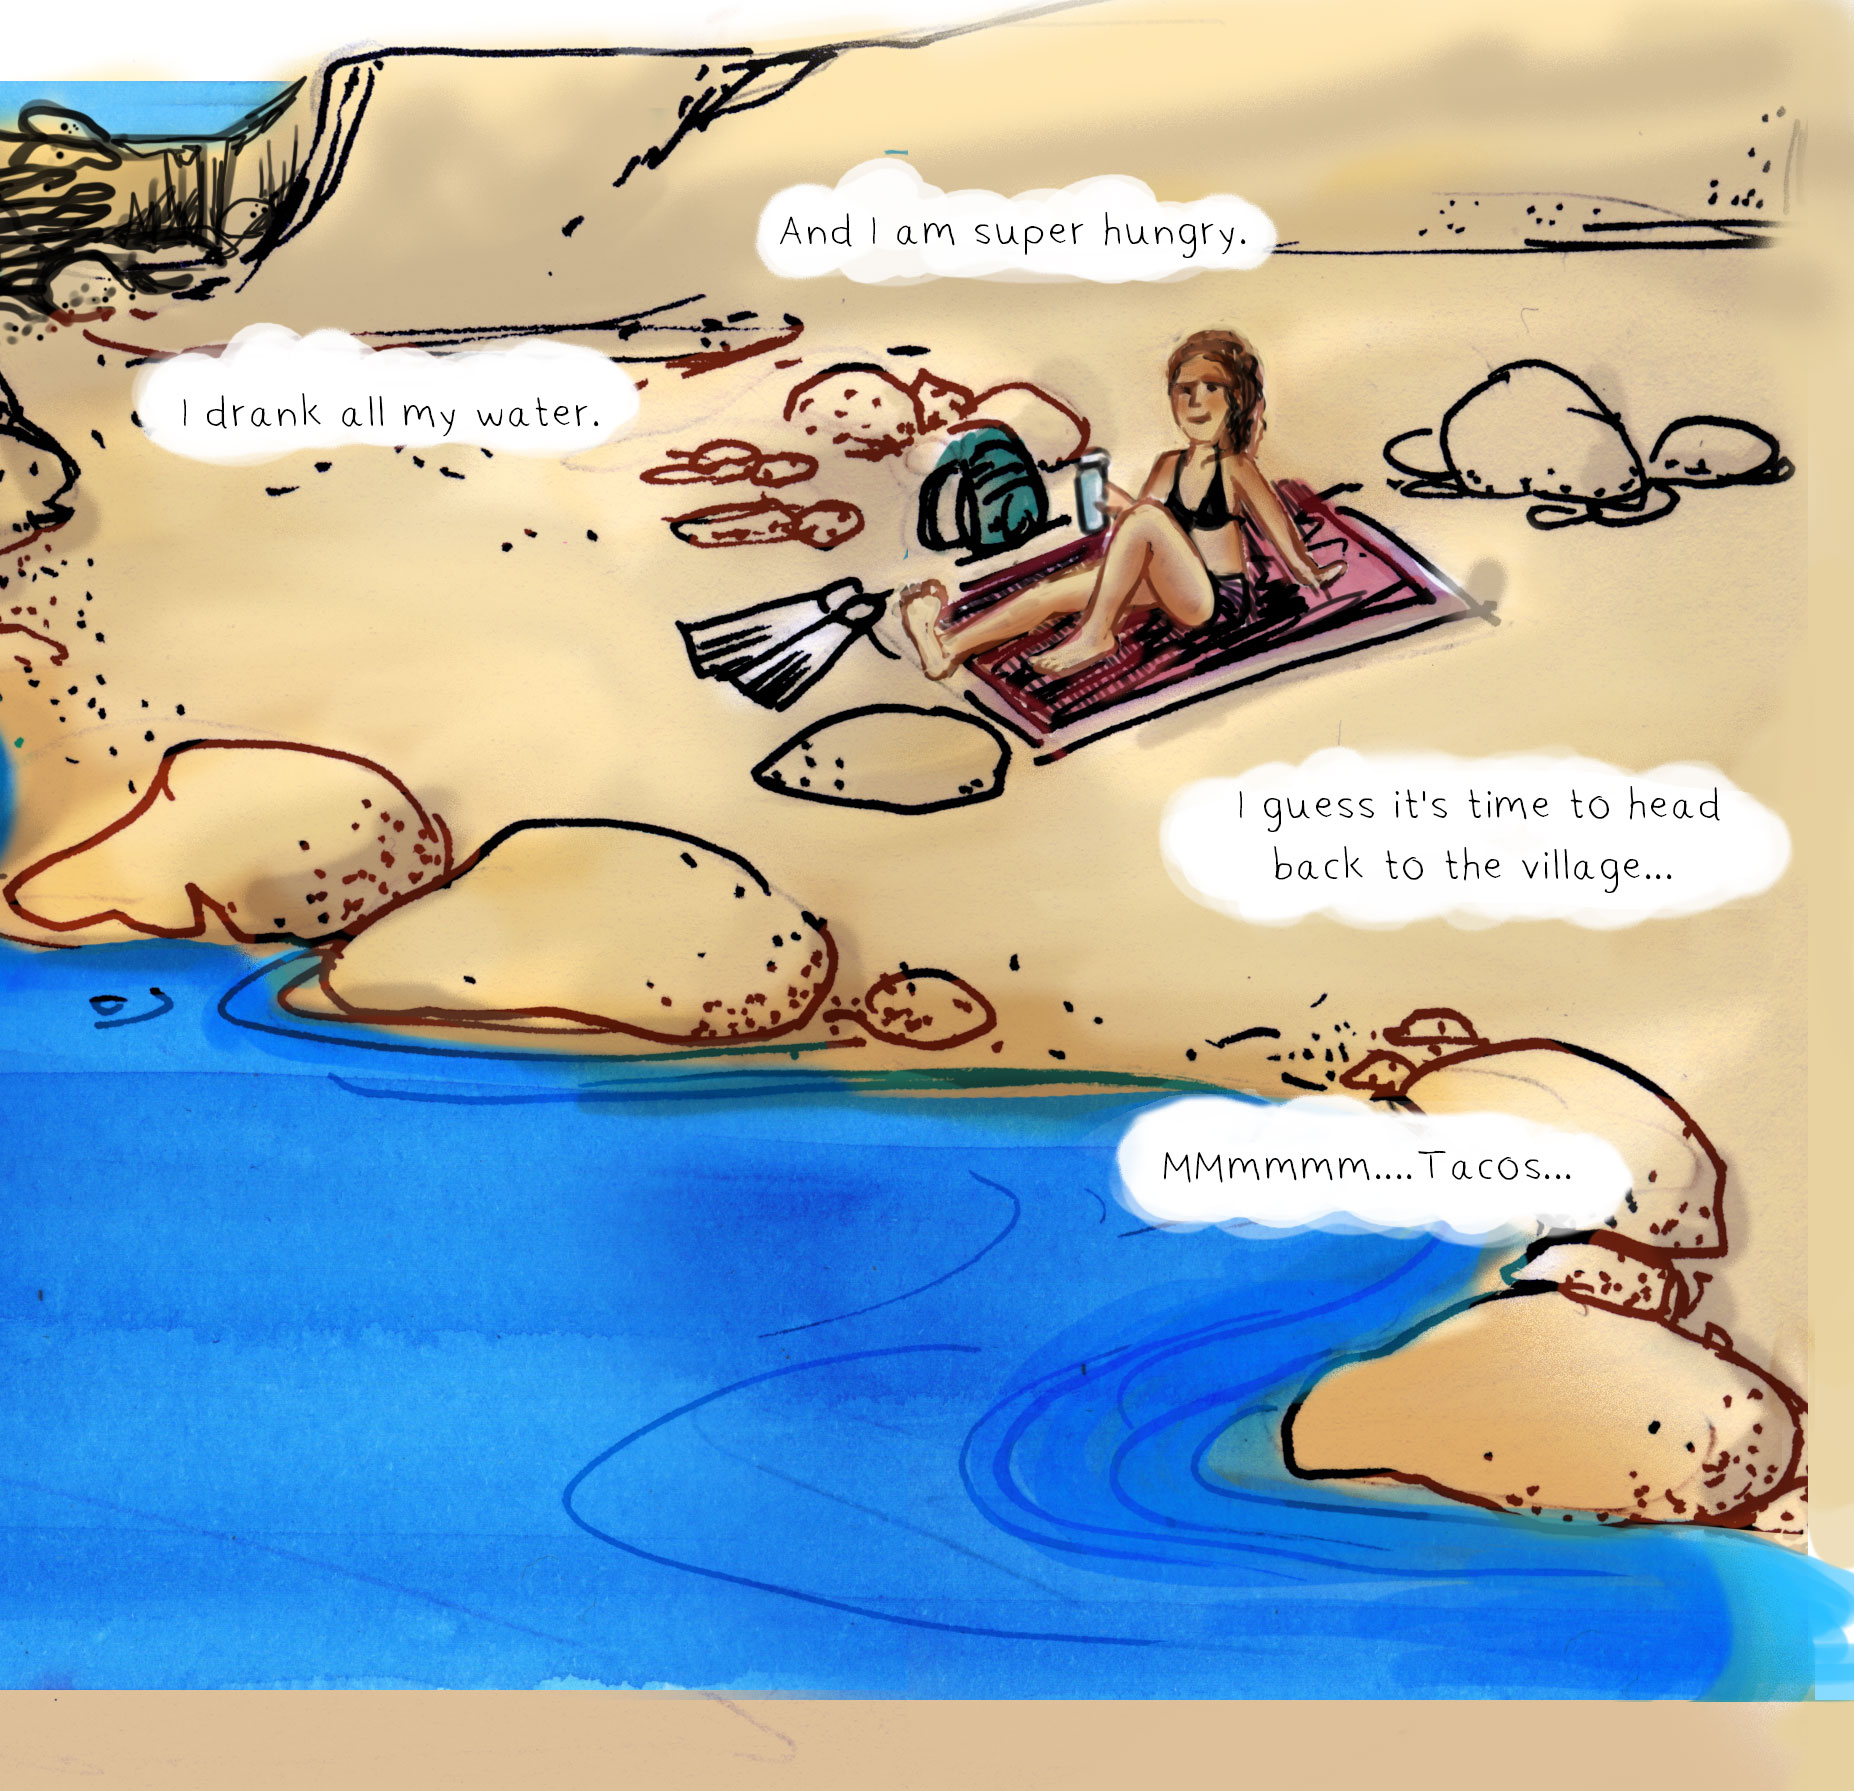 And I am super hungry.
I drank all my water.
I guess it's time to head
back to the village...
MMmmmm....Tacos...